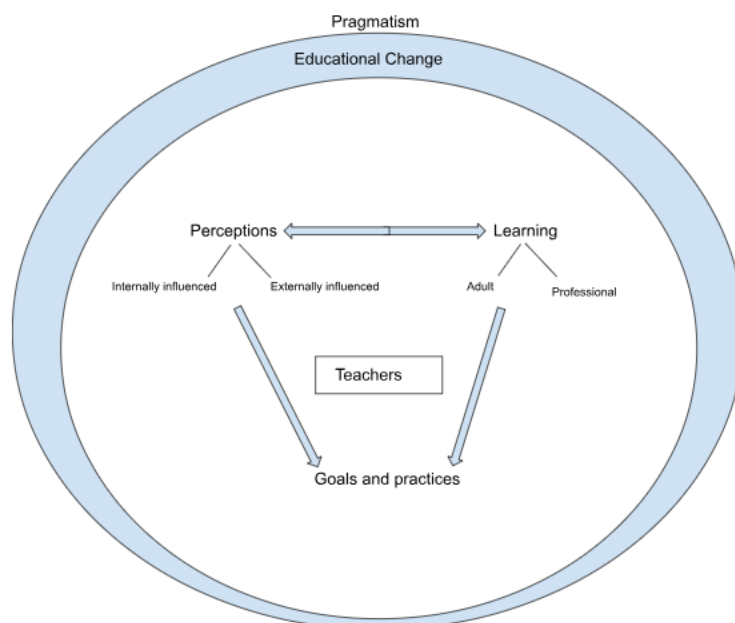 Pragmatism
Educational Change
Perceptions
Learning
Internally influenced
Externally influenced
Adult
Professional
Teachers
Goals and practices